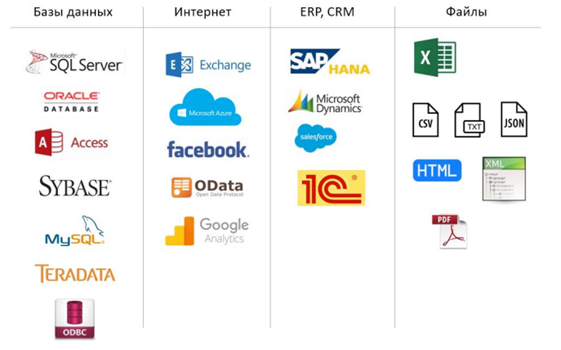 Базы данных
Интернет
ERP, CRM
Файлы
Microsoft
SQL Server
ORACLE
DATABASE
A Access
SYBASE
MySQL
TERADATA
ODBC
E Exchange
Microsoft Azure
facebook
OData
Open Data Protocol
Google
Analytics
SAP HANA
Microsoft
Dynamics
salesforce
1C
X
CSV
TXT
JSON
HTML
XML
PDF